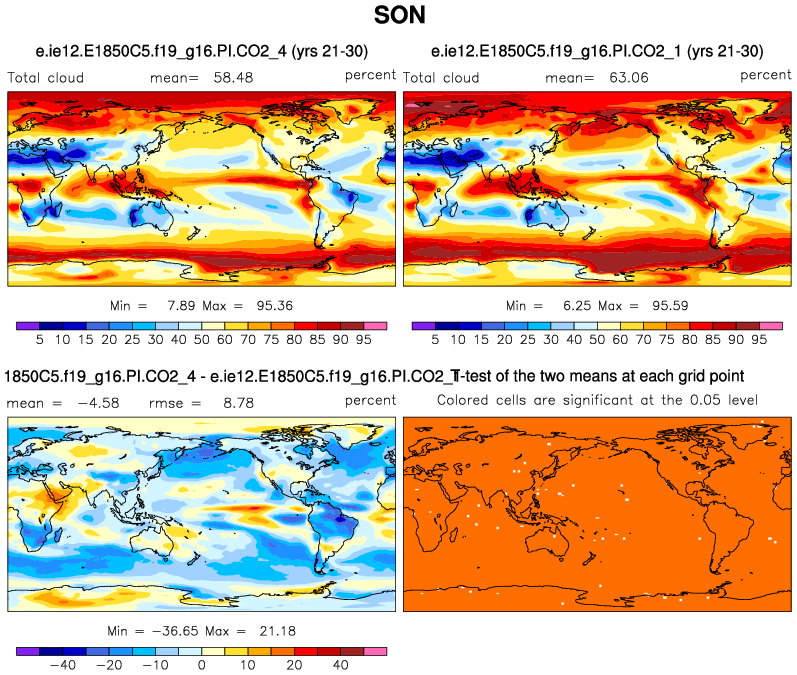 SON
e.ie12.E1850C5.f19_g16.PI.CO2_4 (yrs 21-30)
Total cloud mean= 58.48 percent
Min = 7.89 Max = 95.36
5 10 15 20 30 40 50 60 70 75 80 85 90 95
e.ie12.E1850C5.f19_g16.PI.CO2_1 (yrs 21-30)
Total cloud mean= 63.06 percent
Min = 6.25 Max = 95.59
5 10 15 20 30 40 50 60 70 75 80 85 90 95
1850C5.f19_g16.PI.CO2_4 - e.ie12.E1850C5.f19_g16.PI.CO2_
mean = -4.58 rmse = 8.78 percent
Min = -36.65 Max = 21.18
-40 -20 -10 0 10 20 40
T-test of the two means at each grid point
Colored cells are significant at the 0.05 level